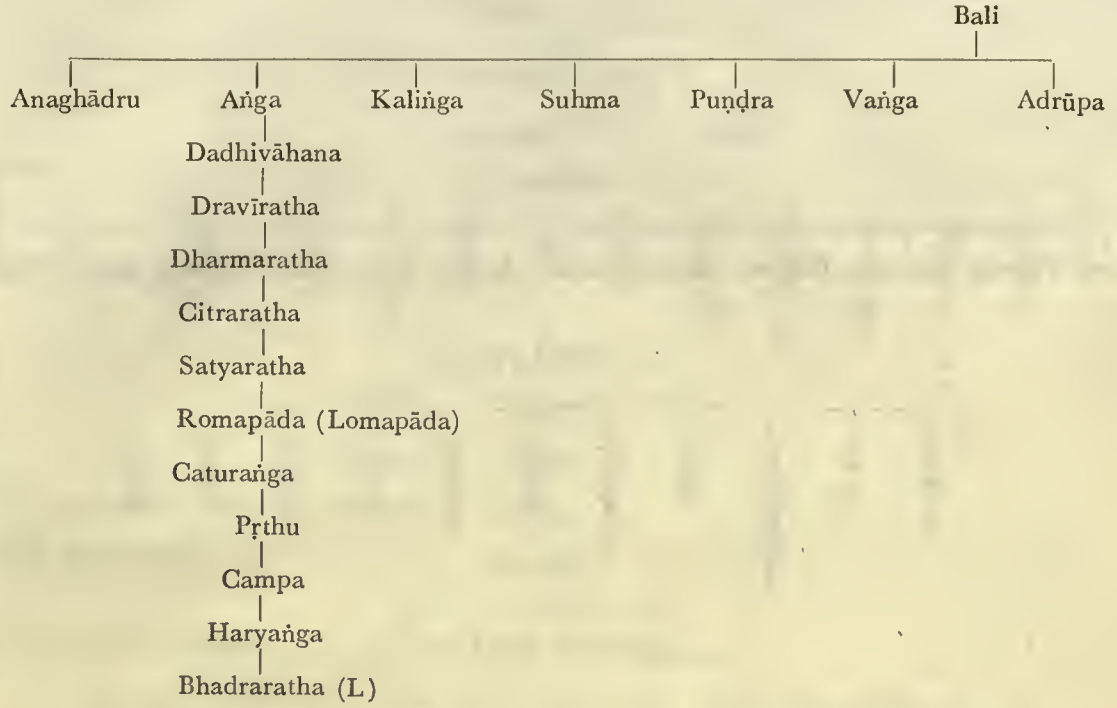 Bali
Anaghādru Aṅga Kaliṅga Suhma Puṇḍra Vaṅga Adrūpa
Dadhivāhana
Dravīratha
Dharmaratha
Citraratha
Satyaratha
Romapāda (Lomapāda)
Caturaṅga
Pṛthu
Campa
Haryaṅga
Bhadraratha (L)